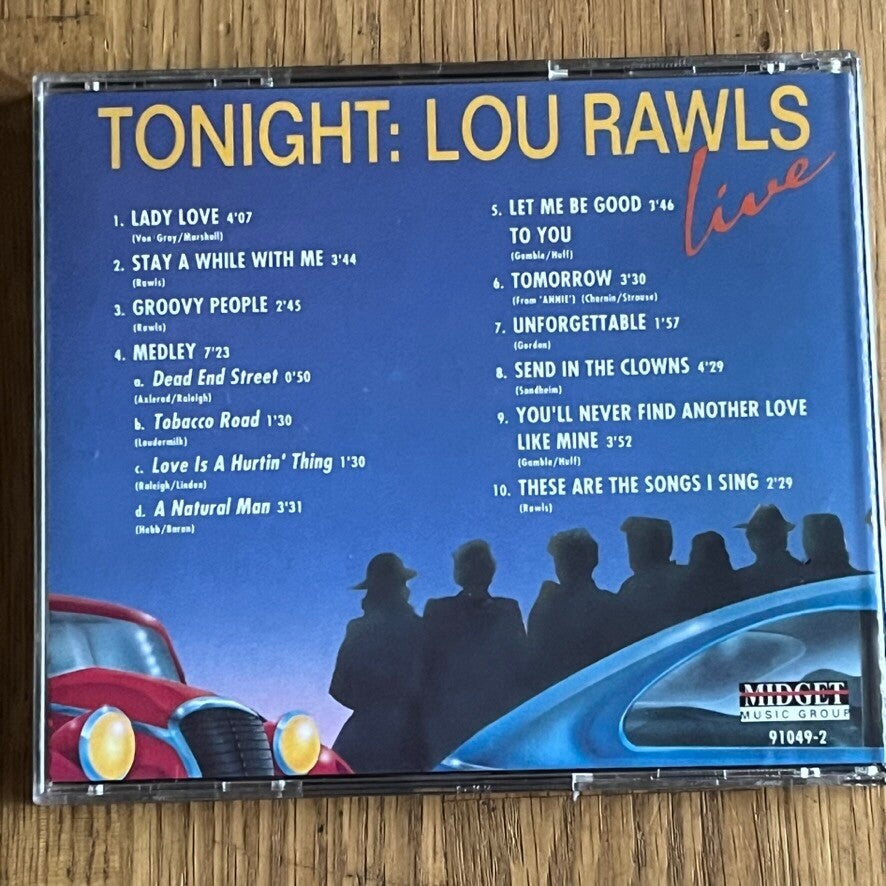 TONIGHT: LOU RAWLS
live
1. LADY LOVE 4'07
(Von Gray/Marshall)
2. STAY A WHILE WITH ME 3'44
(Rawls)
3. GROOVY PEOPLE 2'45
(Rawls)
4. MEDLEY 7'23
a. Dead End Street 0'50
(Axlerad/Raleigh)
b. Tobacco Road 1'30
(Loudermilk)
c. Love Is A Hurtin' Thing 1'30
(Raleigh/Linden)
d. A Natural Man 3'31
(Hebb/Baron)
5. LET ME BE GOOD 3'46
TO YOU
(Gamble/Huff)
6. TOMORROW 3'30
(From 'ANNIE') (Charnin/Strouse)
7. UNFORGETTABLE 1'57
(Gordon)
8. SEND IN THE CLOWNS 4'29
(Sondheim)
9. YOU'LL NEVER FIND ANOTHER LOVE
LIKE MINE 3'52
(Gamble/Huff)
10. THESE ARE THE SONGS I SING 2'29
(Rawls)
MIDGET
MUSIC GROUP
91049-2